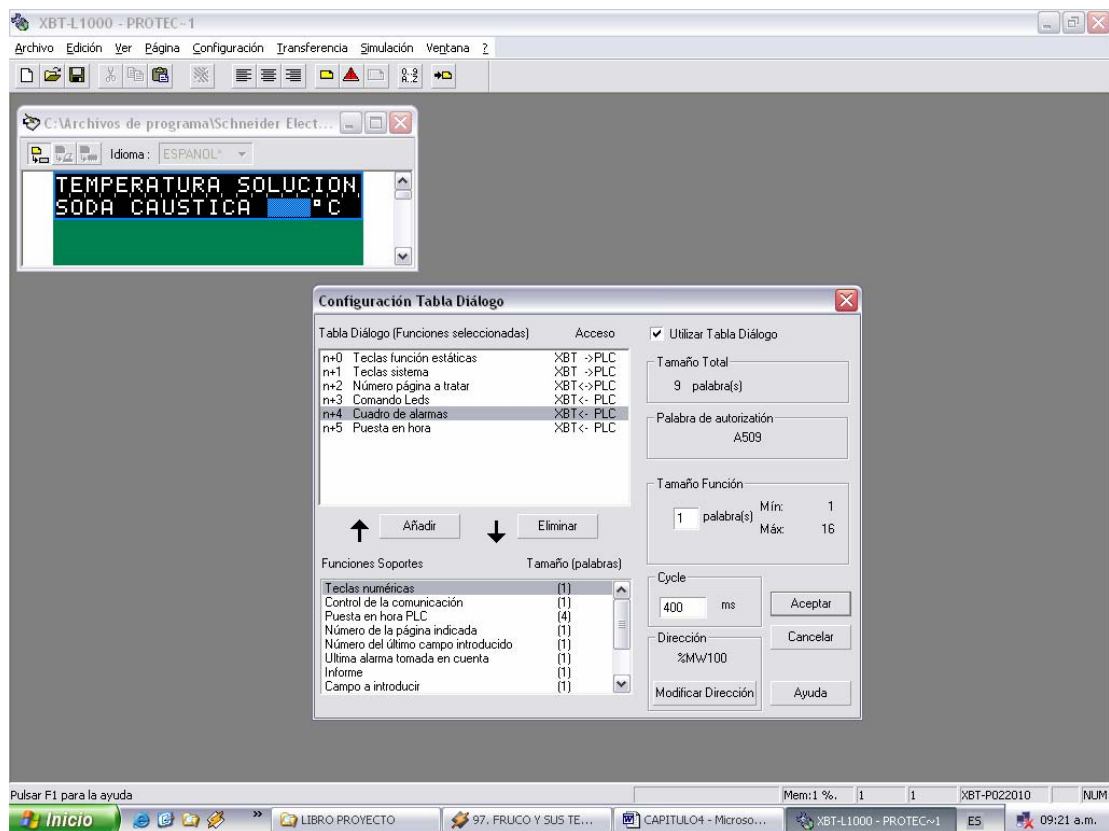 XBT-L1000 - PROTEC~1
Archivo Edición Ver Página Configuración Transferencia Simulación Ventana ?
C:\Archivos de programa\Schneider Elect...
Idioma : ESPAÑOL*
TEMPERATURA SOLUCION
SODA CAUSTICA °C
Configuración Tabla Diálogo
Tabla Diálogo (Funciones seleccionadas) Acceso
n+0 Teclas función estáticas XBT ->PLC
n+1 Teclas sistema XBT ->PLC
n+2 Número página a tratar XBT<->PLC
n+3 Comando Leds XBT<- PLC
n+4 Cuadro de alarmas XBT<- PLC
n+5 Puesta en hora XBT<- PLC
Añadir Eliminar
Funciones Soportes Tamaño (palabras)
Teclas numéricas (1)
Control de la comunicación (1)
Puesta en hora PLC (4)
Número de la página indicada (1)
Número del último campo introducido (1)
Ultima alarma tomada en cuenta (1)
Informe (1)
Campo a introducir (1)
Utilizar Tabla Diálogo
Tamaño Total
9 palabra(s)
Palabra de autorizatión
A509
Tamaño Función
1 palabra(s) Mín: 1
Máx: 16
Cycle
400 ms
Aceptar
Dirección
%MW100
Cancelar
Modificar Dirección
Ayuda
Pulsar F1 para la ayuda Mem:1 %. 1 1 XBT-P022010 NUM
Inicio » LIBRO PROYECTO 97. FRUCO Y SUS TE... CAPITULO4 - Microso... XBT-L1000 - PROTEC~1 ES 09:21 a.m.